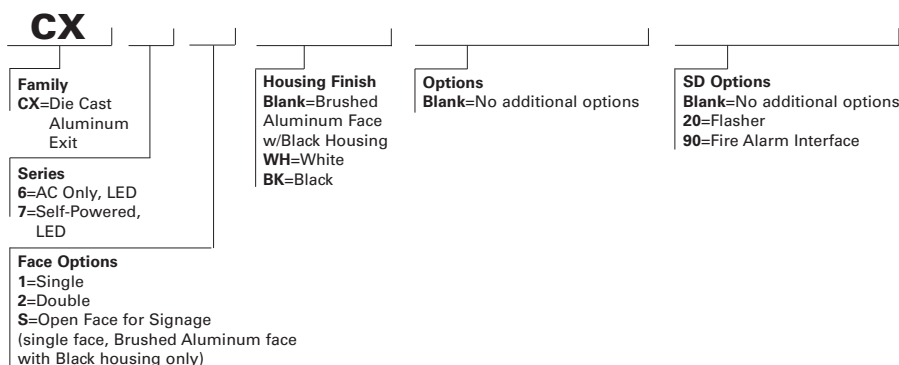 CX
Family
CX=Die Cast
Aluminum
Exit
Series
6=AC Only, LED
7=Self-Powered,
LED
Face Options
1=Single
2=Double
S=Open Face for Signage
(single face, Brushed Aluminum face
with Black housing only)
Housing Finish
Blank=Brushed
Aluminum Face
w/Black Housing
WH=White
BK=Black
Options
Blank=No additional options
SD Options
Blank=No additional options
20=Flasher
90=Fire Alarm Interface